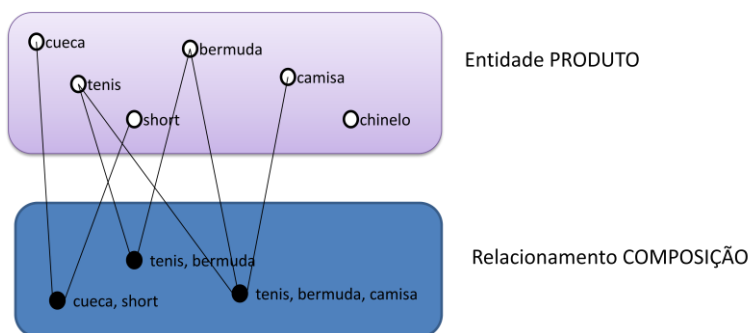 cueca
bermuda
Entidade PRODUTO
tenis
camisa
short
chinelo
tenis, bermuda
Relacionamento COMPOSIÇÃO
cueca, short
tenis, bermuda, camisa